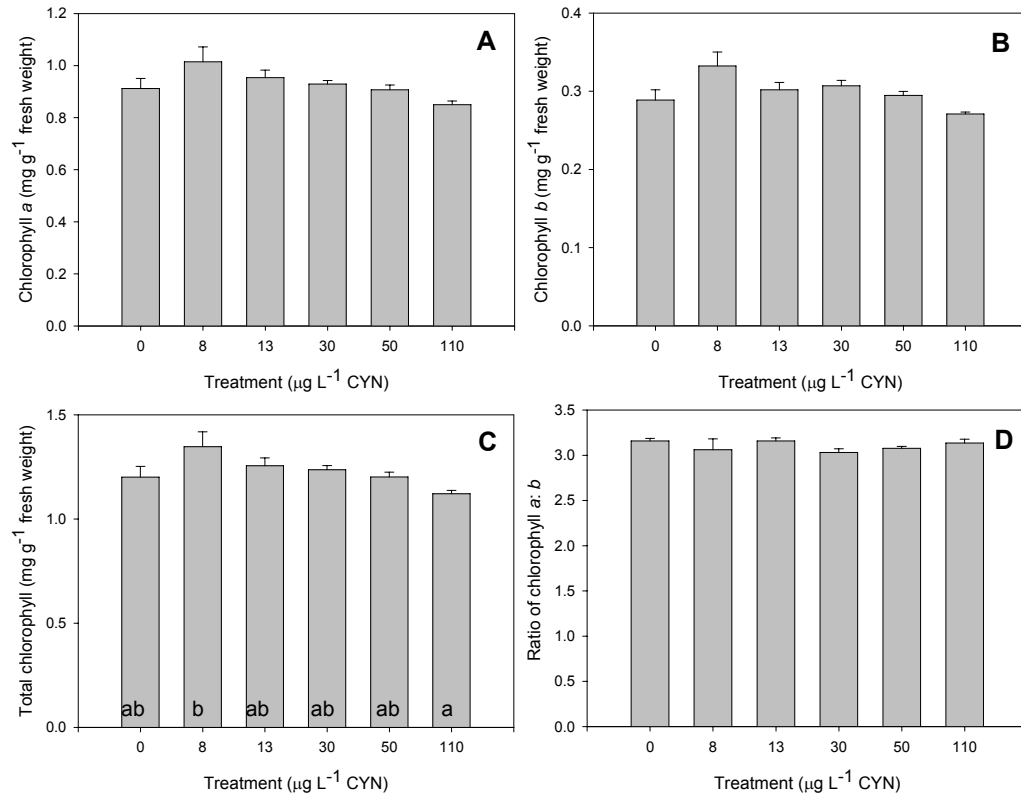 A
Chlorophyll a (mg g⁻¹ fresh weight)
1.2
1.0
0.8
0.6
0.4
0.2
0.0
0 8 13 30 50 110
Treatment (μg L⁻¹ CYN)
B
Chlorophyll b (mg g⁻¹ fresh weight)
0.4
0.3
0.2
0.1
0.0
0 8 13 30 50 110
Treatment (μg L⁻¹ CYN)
C
Total chlorophyll (mg g⁻¹ fresh weight)
1.5
1.0
0.5
0.0
ab b ab ab ab a
0 8 13 30 50 110
Treatment (μg L⁻¹ CYN)
D
Ratio of chlorophyll a: b
3.5
3.0
2.5
2.0
1.5
1.0
0.5
0.0
0 8 13 30 50 110
Treatment (μg L⁻¹ CYN)